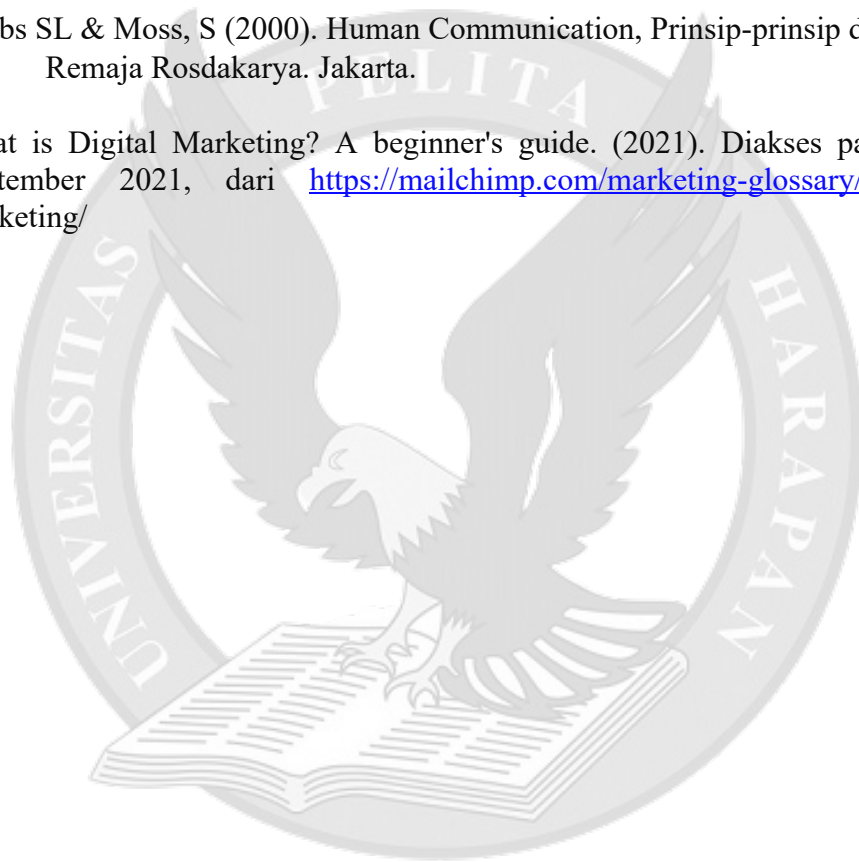 bs SL & Moss, S (2000). Human Communication, Prinsip-prinsip d
Remaja Rosdakarya. Jakarta.
at is Digital Marketing? A beginner's guide. (2021). Diakses pa
tember 2021, dari https://mailchimp.com/marketing-glossary/
keting/
UNIVERSITAS PELITA HARAPAN